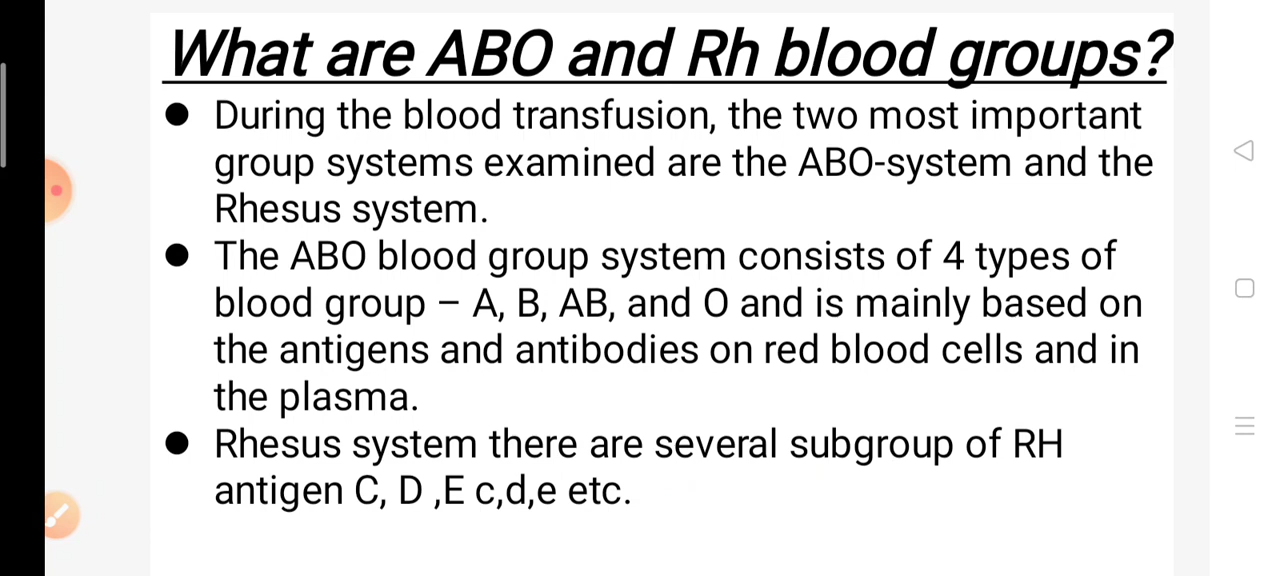 What are ABO and Rh blood groups?
● During the blood transfusion, the two most important
group systems examined are the ABO-system and the
Rhesus system.
● The ABO blood group system consists of 4 types of
blood group – A, B, AB, and O and is mainly based on
the antigens and antibodies on red blood cells and in
the plasma.
● Rhesus system there are several subgroup of RH
antigen C, D ,E c,d,e etc.